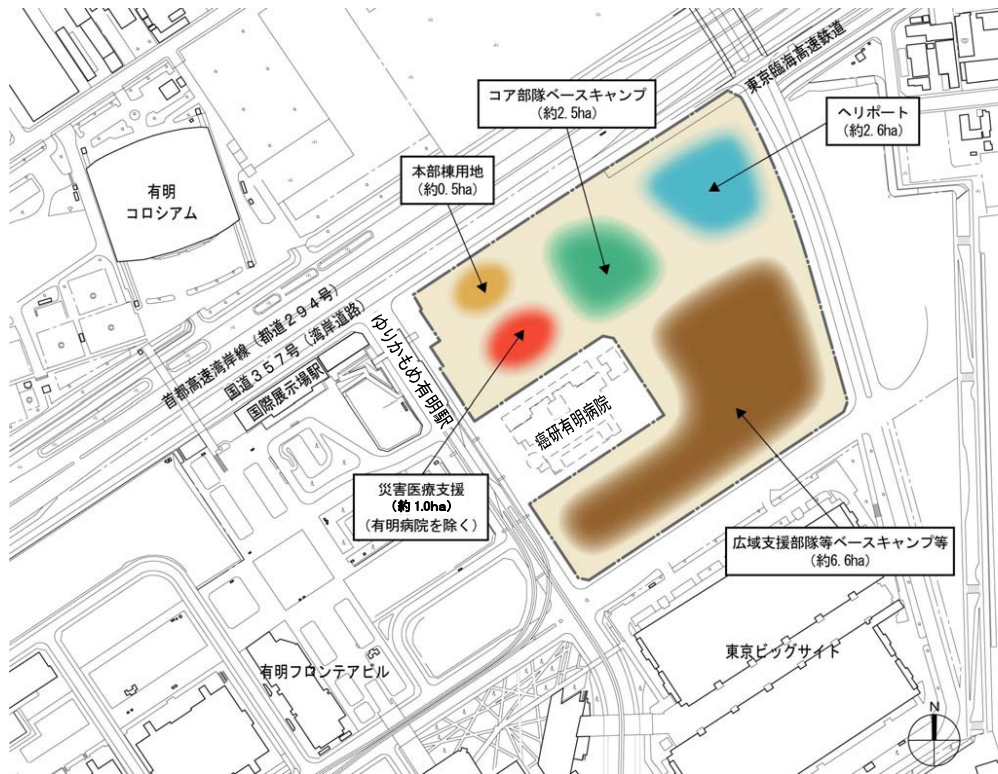 東京臨海高速鉄道
コア部隊ベースキャンプ
(約2.5ha)
ヘリポート
(約2.6ha)
本部棟用地
(約0.5ha)
有明
コロシアム
首都高速湾岸線(都道294号)
国道357号(湾岸道路)
国際展示場駅
ゆりかもめ有明駅
癌研有明病院
災害医療支援
(約1.0ha)
(有明病院を除く)
広域支援部隊等ベースキャンプ等
(約6.6ha)
東京ビッグサイト
有明フロンテアビル
N